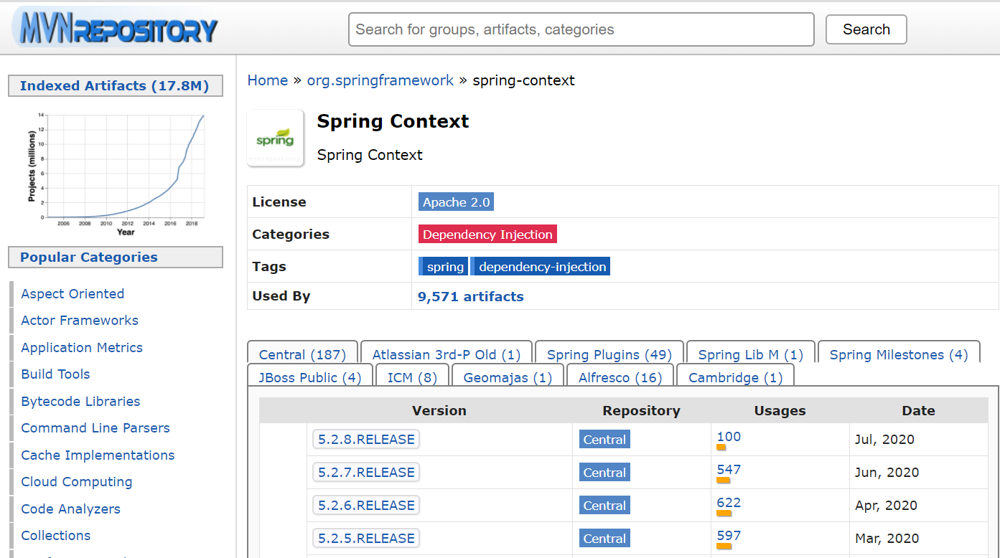 MVNREPOSITORY
Search for groups, artifacts, categories
Search
Indexed Artifacts (17.8M)
Projects (millions)
14
12
10
8
6
4
2
0
2006 2008 2010 2012 2014 2016 2018
Year
Popular Categories
Aspect Oriented
Actor Frameworks
Application Metrics
Build Tools
Bytecode Libraries
Command Line Parsers
Cache Implementations
Cloud Computing
Code Analyzers
Collections
Home » org.springframework » spring-context
spring
Spring Context
Spring Context
License Apache 2.0
Categories Dependency Injection
Tags spring dependency-injection
Used By 9,571 artifacts
Central (187) Atlassian 3rd-P Old (1) Spring Plugins (49) Spring Lib M (1) Spring Milestones (4)
JBoss Public (4) ICM (8) Geomajas (1) Alfresco (16) Cambridge (1)
Version Repository Usages Date
5.2.8.RELEASE Central 100 Jul, 2020
5.2.7.RELEASE Central 547 Jun, 2020
5.2.6.RELEASE Central 622 Apr, 2020
5.2.5.RELEASE Central 597 Mar, 2020